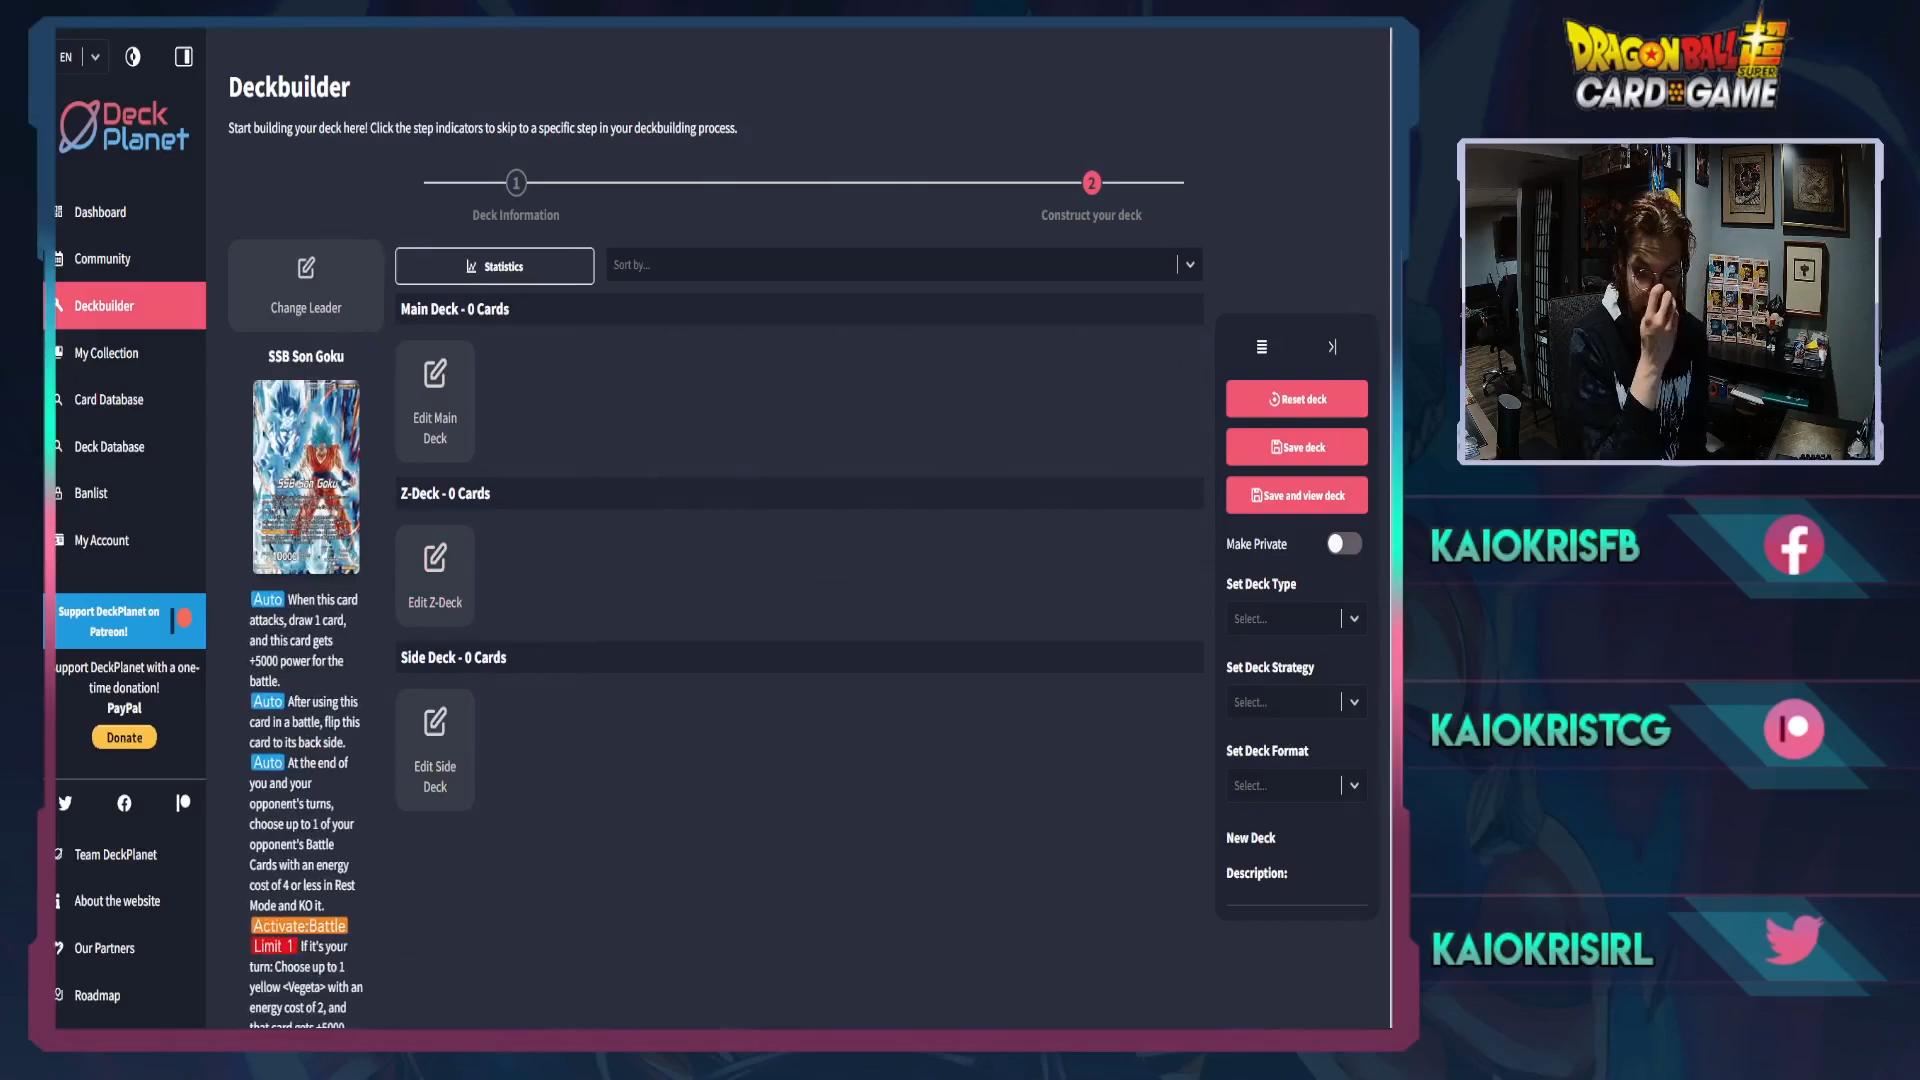 EN
Deck
Planet
Dashboard
Community
Deckbuilder
My Collection
Card Database
Deck Database
Banlist
My Account
Support DeckPlanet on
Patreon!
upport DeckPlanet with a one-
time donation!
PayPal
Donate
Team DeckPlanet
About the website
Our Partners
Roadmap
Deckbuilder
Start building your deck here! Click the step indicators to skip to a specific step in your deckbuilding process.
1
Deck Information
2
Construct your deck
Change Leader
SSB Son Goku
SSB Son Goku
Auto When this card
attacks, draw 1 card,
and this card gets
+5000 power for the
battle.
Auto After using this
card in a battle, flip this
card to its back side.
Auto At the end of
you and your
opponent's turns,
choose up to 1 of your
opponent's Battle
Cards with an energy
cost of 4 or less in Rest
Mode and KO it.
Activate:Battle
Limit 1 If it's your
turn: Choose up to 1
yellow <Vegeta> with an
energy cost of 2, and
that card gets +5000
Statistics
Sort by...
Main Deck - 0 Cards
Edit Main
Deck
Z-Deck - 0 Cards
Edit Z-Deck
Side Deck - 0 Cards
Edit Side
Deck
Reset deck
Save deck
Save and view deck
Make Private
Set Deck Type
Select...
Set Deck Strategy
Select...
Set Deck Format
Select...
New Deck
Description:
DRAGON BALL
SUPER
CARD GAME
KAIOKRISFB
KAIOKRISTCG
KAIOKRISIRL